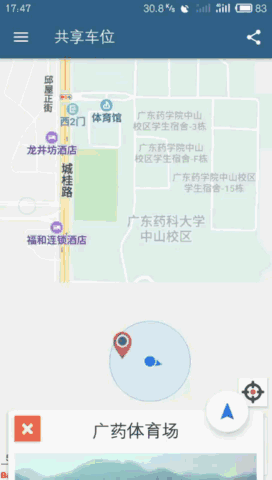 17.47
30.8 K/s
83
共享车位
邱屋正街
西2门
体育馆
广东药学院中山
校区学生宿舍-3栋
龙井坊酒店
广东药学院中山
校区学生宿舍-F栋
城桂路
广东药学院中山校区
学生宿舍-15栋
广东药科大学
中山校区
福和连锁酒店
广药体育场